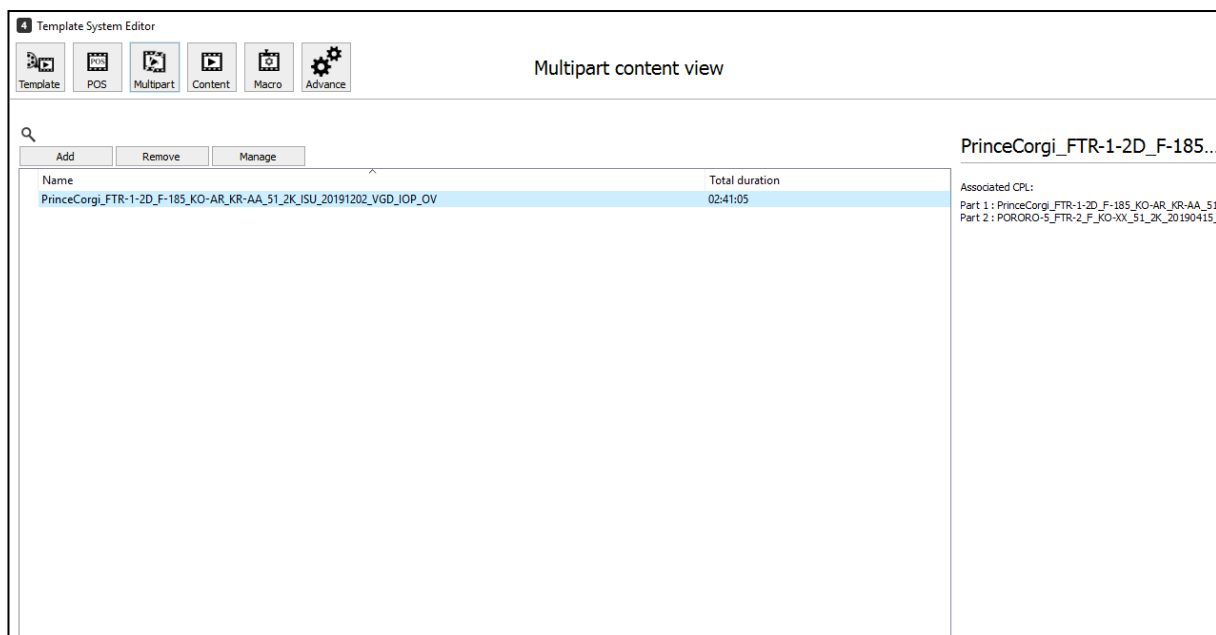 4 Template System Editor
POS
Template POS Multipart Content Macro Advance
Multipart content view
Add Remove Manage
Name Total duration
PrinceCorgi_FTR-1-2D_F-185_KO-AR_KR-AA_51_2K_ISU_20191202_VGD_IOP_OV 02:41:05
PrinceCorgi_FTR-1-2D_F-185...
Associated CPL:
Part 1 : PrinceCorgi_FTR-1-2D_F-185_KO-AR_KR-AA_51
Part 2 : PORORO-5_FTR-2_F_KO-XX_51_2K_20190415_